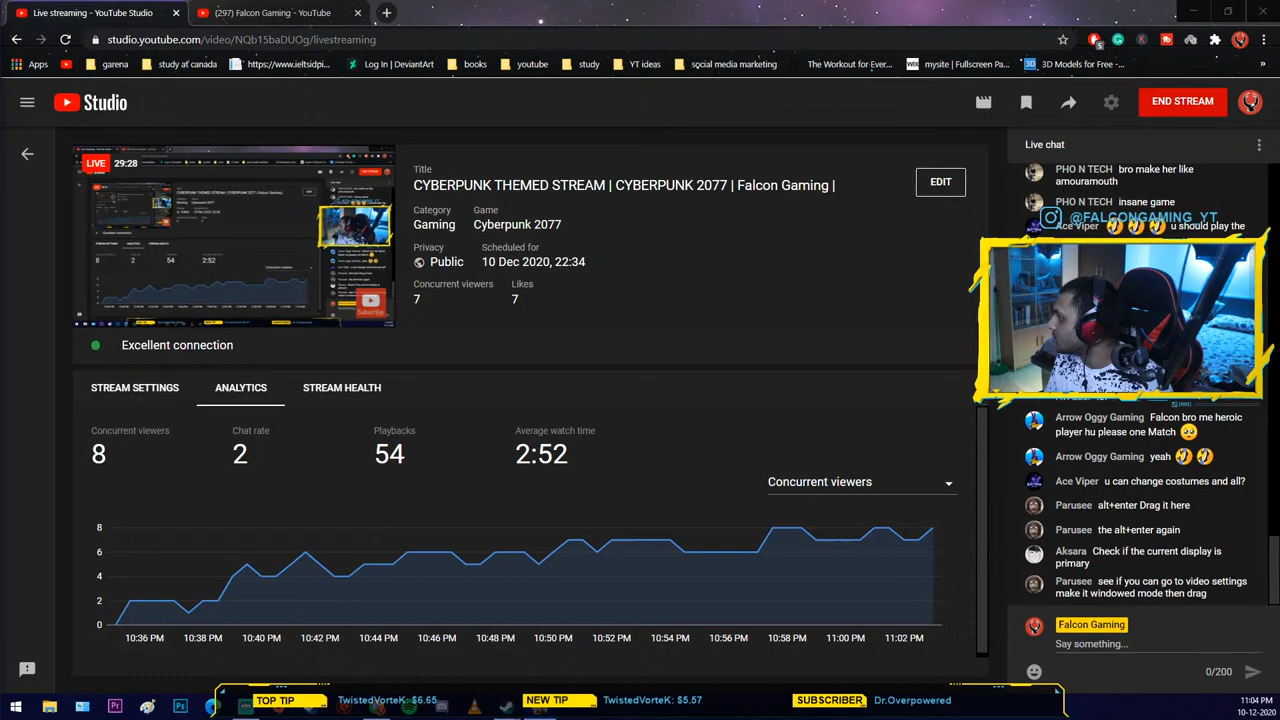 Live streaming - YouTube Studio
(297) Falcon Gaming - YouTube
studio.youtube.com/video/NQb15baDUOg/livestreaming
Apps
garena
study af canada
https://www.ieltsidpi...
Log In | DeviantArt
books
youtube
study
YT ideas
social media marketing
The Workout for Ever...
mysite | Fullscreen Pa...
3D Models for Free -...
»
Studio
END STREAM
LIVE 29:28
Title
CYBERPUNK THEMED STREAM | CYBERPUNK 2077 | Falcon Gaming |
EDIT
Category Game
Gaming Cyberpunk 2077
Privacy Scheduled for
Public 10 Dec 2020, 22:34
Concurrent viewers Likes
7 7
Subscribe
Excellent connection
STREAM SETTINGS ANALYTICS STREAM HEALTH
Concurrent viewers Chat rate Playbacks Average watch time
8 2 54 2:52
Concurrent viewers
8
6
4
2
0
10:36 PM 10:38 PM 10:40 PM 10:42 PM 10:44 PM 10:46 PM 10:48 PM 10:50 PM 10:52 PM 10:54 PM 10:56 PM 10:58 PM 11:00 PM 11:02 PM
Live chat
PHO N TECH bro make her like
amouramouth
PHO N TECH insane game
@FALCONGAMING_YT
Ace Viper 🤣 🤣 🤣 u should play the
Arrow Oggy Gaming Falcon bro me heroic
player hu please one Match 🥺
Arrow Oggy Gaming yeah 🤣 🤣
Ace Viper u can change costumes and all?
Parusee alt+enter Drag it here
Parusee the alt+enter again
Aksara Check if the current display is
primary
Parusee see if you can go to video settings
make it windowed mode then drag
Falcon Gaming
Say something...
0/200
TOP TIP TwistedVorteK: $6.65
NEW TIP TwistedVorteK: $5.57
SUBSCRIBER Dr.Overpowered
11:04 PM
10-12-2020